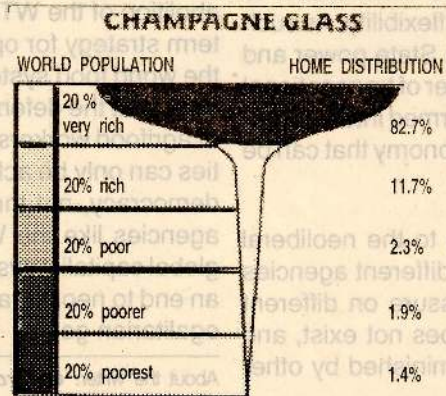 CHAMPAGNE GLASS
WORLD POPULATION HOME DISTRIBUTION
20 %
very rich 82.7%
20% rich 11.7%
20% poor 2.3%
20% poorer 1.9%
20% poorest 1.4%